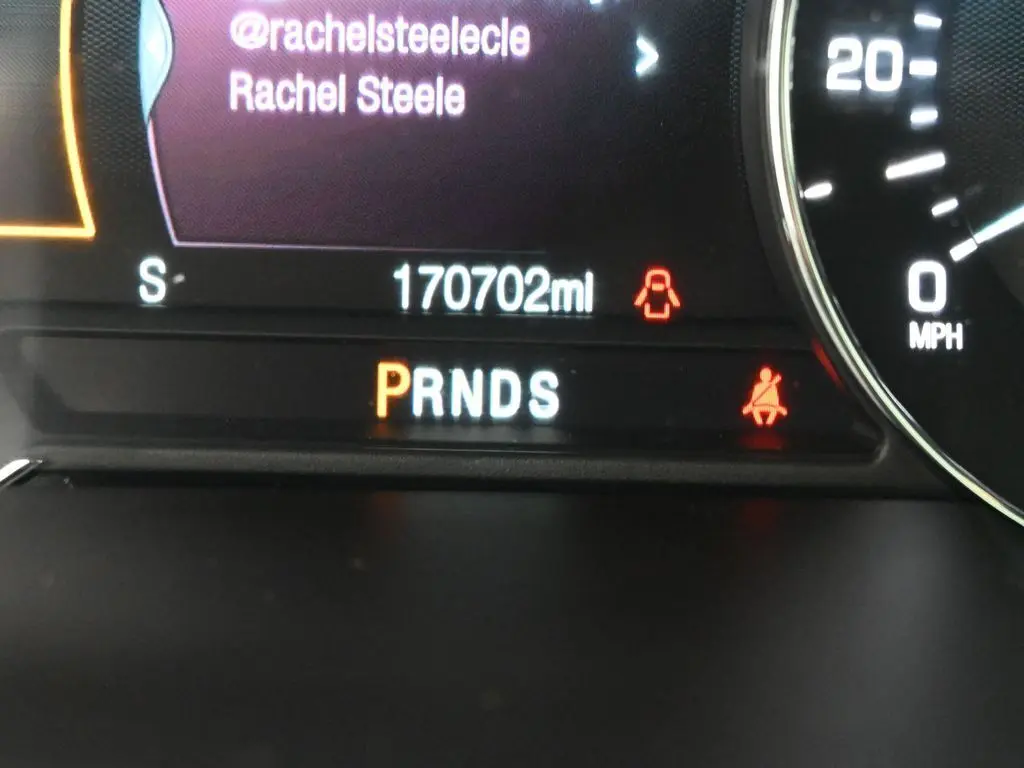 @rachelsteelecle
Rachel Steele
20
0
MPH
S
170702mi
PRNDS